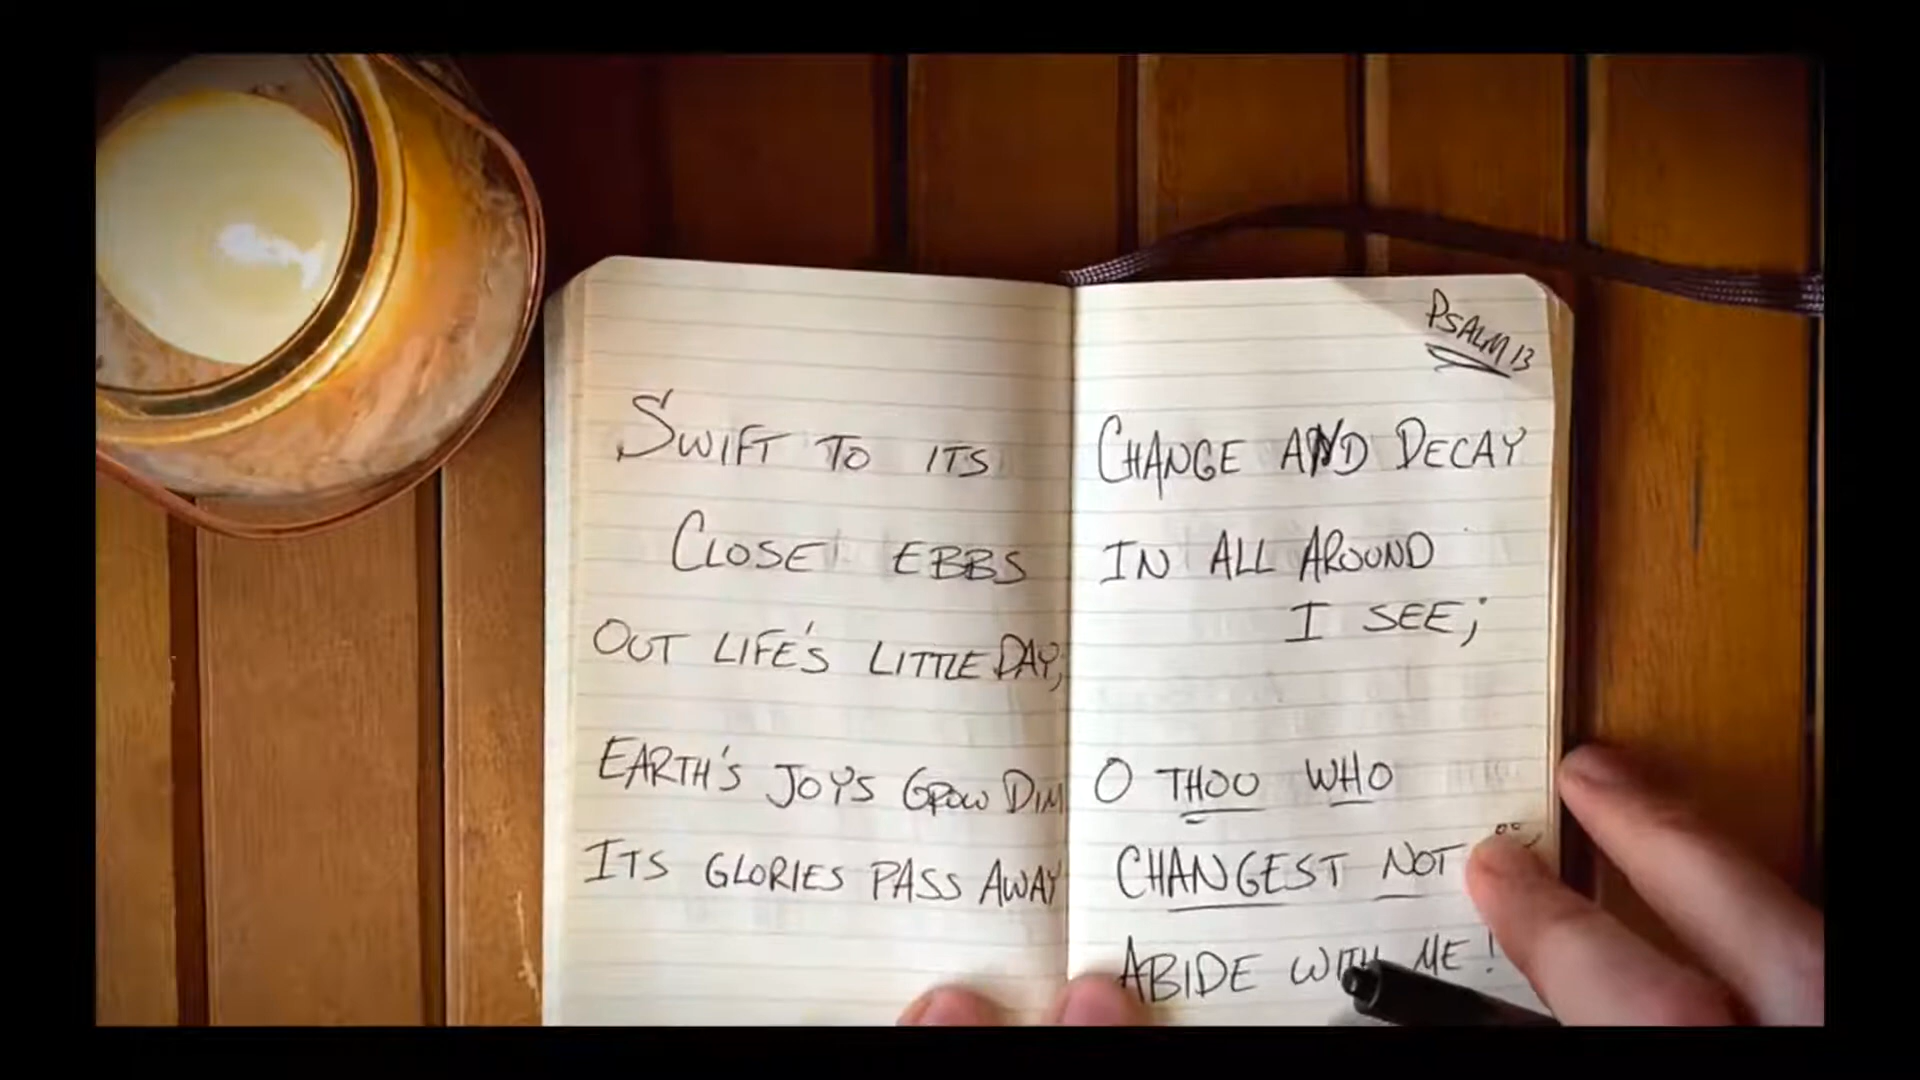 SWIFT TO ITS
CLOSE EBBS
OUT LIFE'S LITTLE DAY;
EARTH'S JOYS GROW DIM
ITS GLORIES PASS AWAY
PSALM 13
CHANGE AND DECAY
IN ALL AROUND
I SEE;
O THOU WHO
CHANGEST NOT
ABIDE WITH ME!